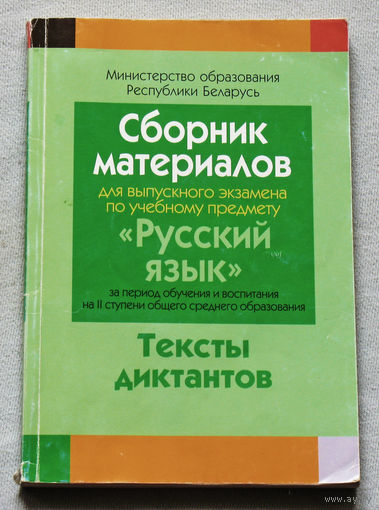 Министерство образования
Республики Беларусь
Сборник
материалов
для выпускного экзамена
по учебному предмету
«Русский
язык»
за период обучения и воспитания
на II ступени общего среднего образования
Тексты
диктантов